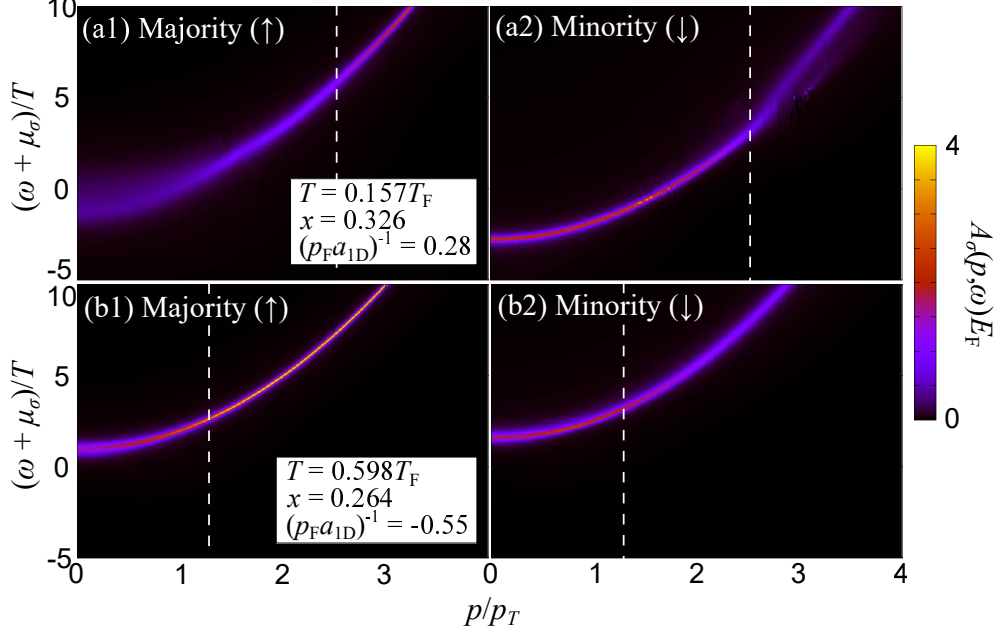 10
(a1) Majority (↑)
(a2) Minority (↓)
(ω + μσ)/T
5
0
-5
T = 0.157TF
x = 0.326
(pFa1D)-1 = 0.28
4
Aσ(p,ω)EF
0
10
(b1) Majority (↑)
(b2) Minority (↓)
(ω + μσ)/T
5
0
-5
T = 0.598TF
x = 0.264
(pFa1D)-1 = -0.55
0 1 2 3 0 1 2 3 4
p/pT